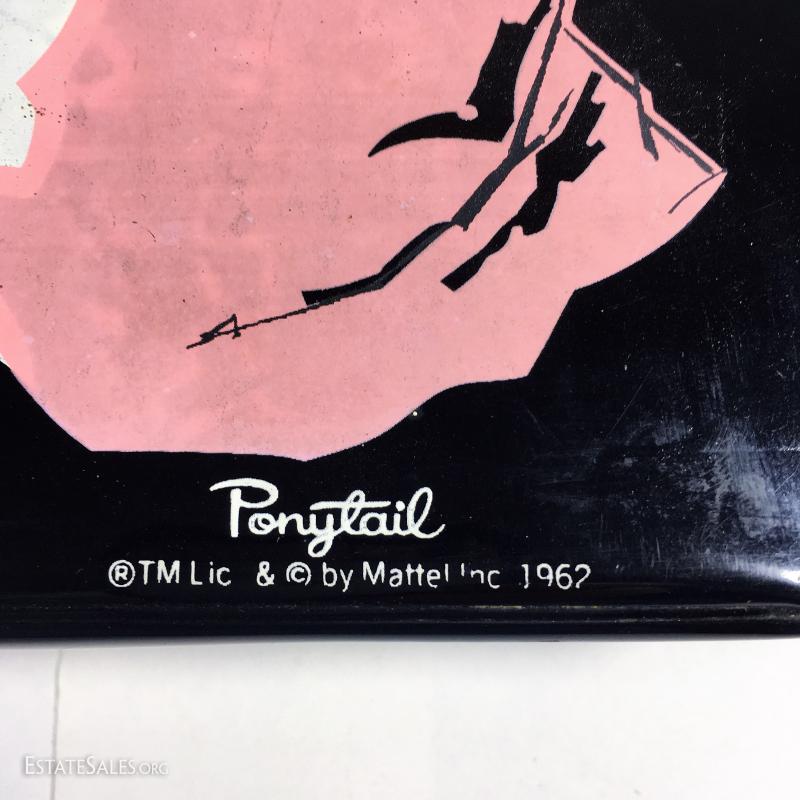 Ponytail
®TM Lic & © by Mattel Inc 1962
ESTATESALES.ORG